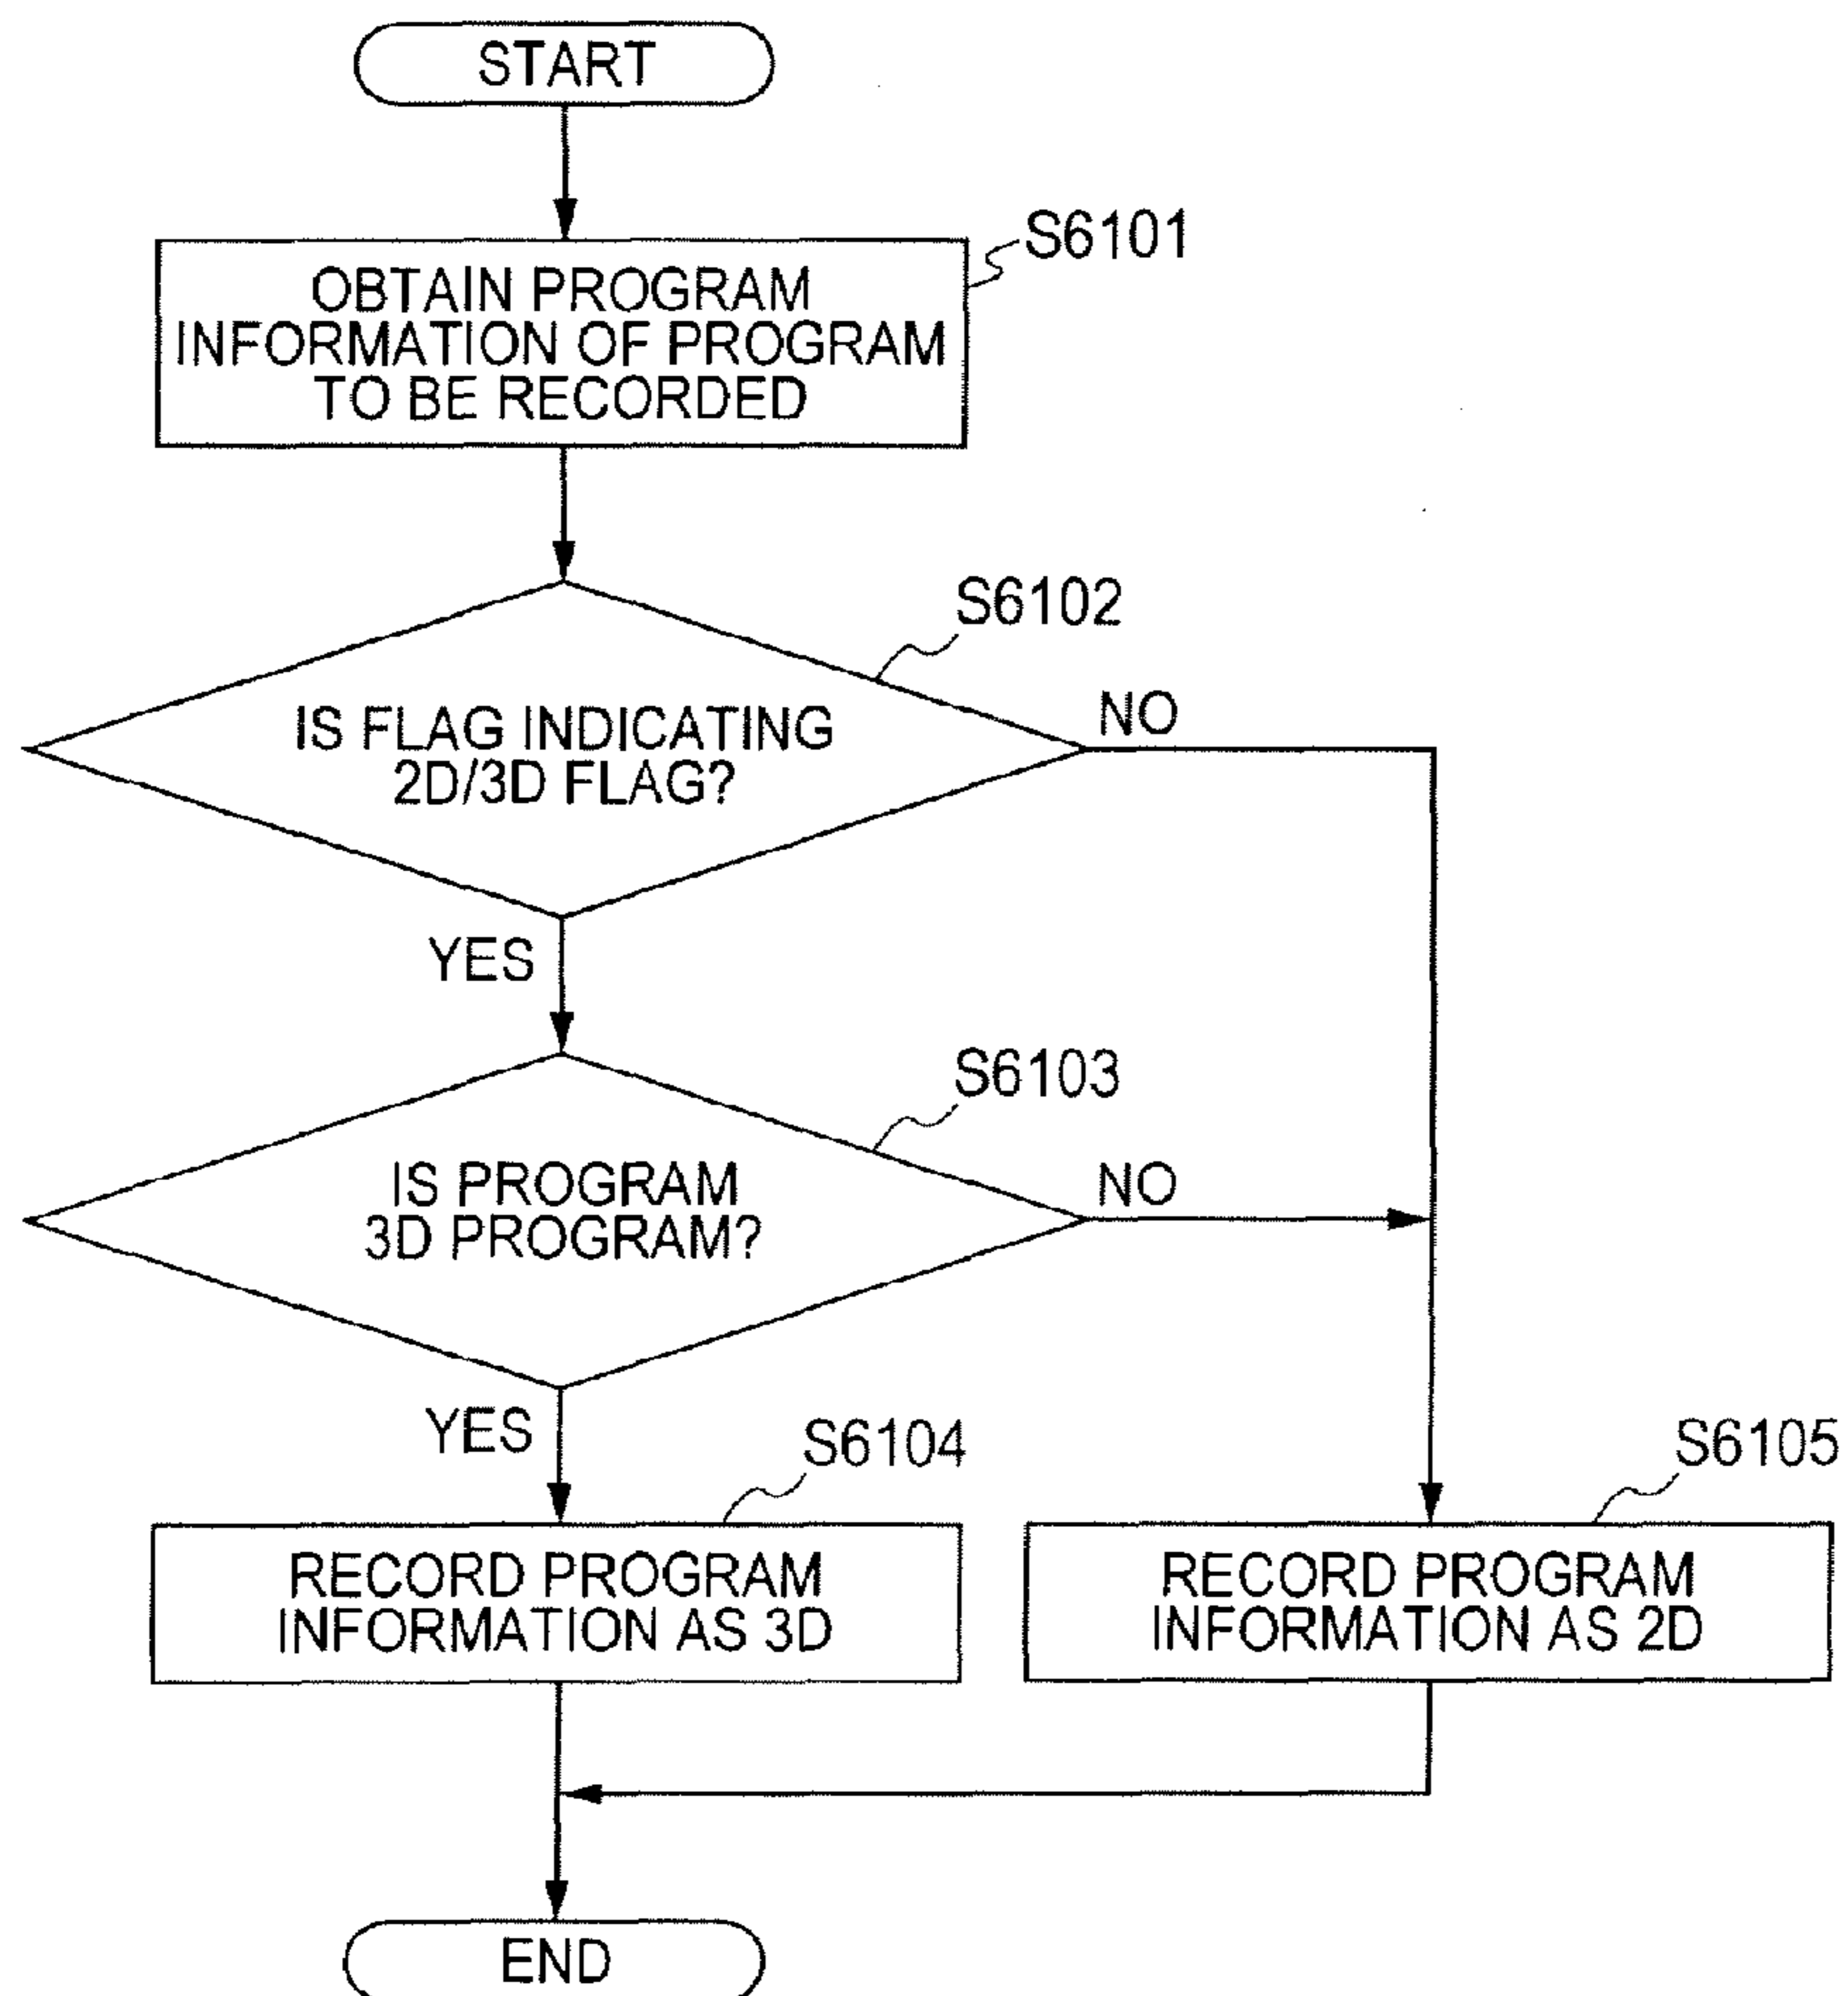 START
S6101
OBTAIN PROGRAM
INFORMATION OF PROGRAM
TO BE RECORDED
S6102
IS FLAG INDICATING
2D/3D FLAG?
NO
YES
S6103
IS PROGRAM
3D PROGRAM?
NO
YES
S6104
RECORD PROGRAM
INFORMATION AS 3D
S6105
RECORD PROGRAM
INFORMATION AS 2D
END